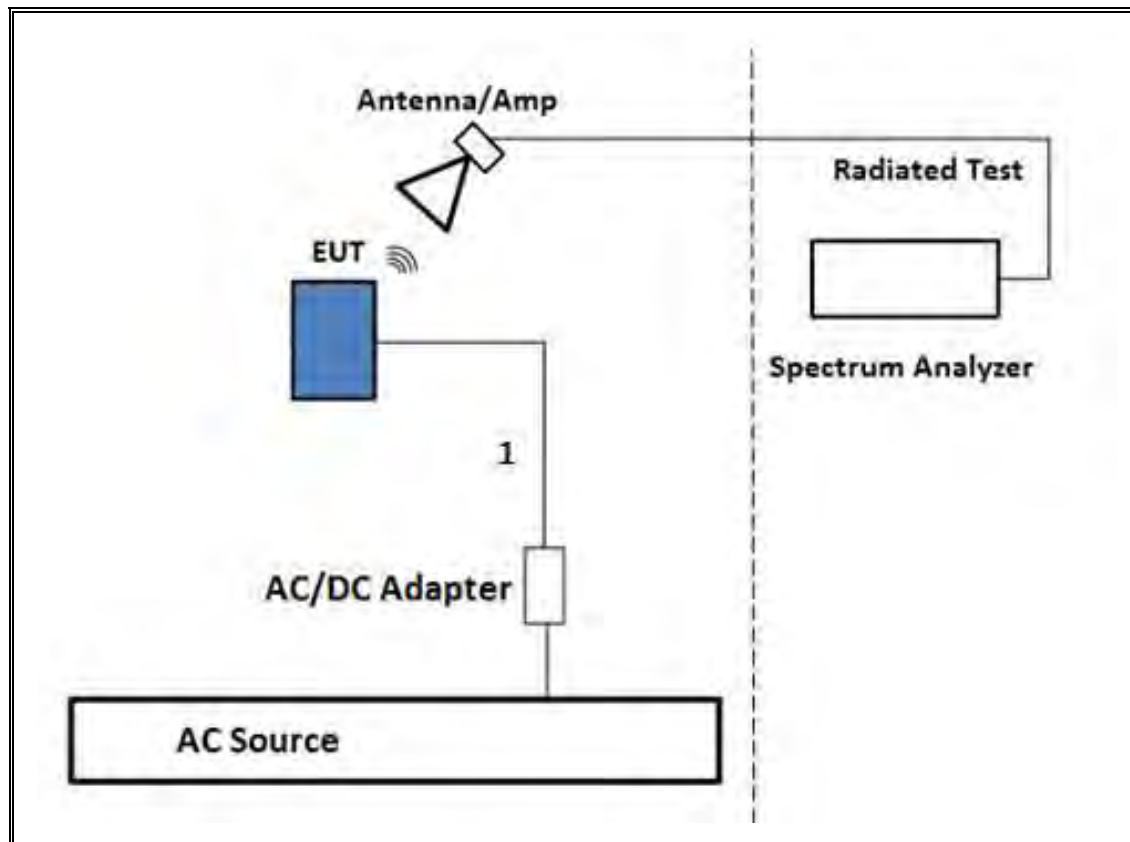 Antenna/Amp
Radiated Test
EUT
Spectrum Analyzer
1
AC/DC Adapter
AC Source